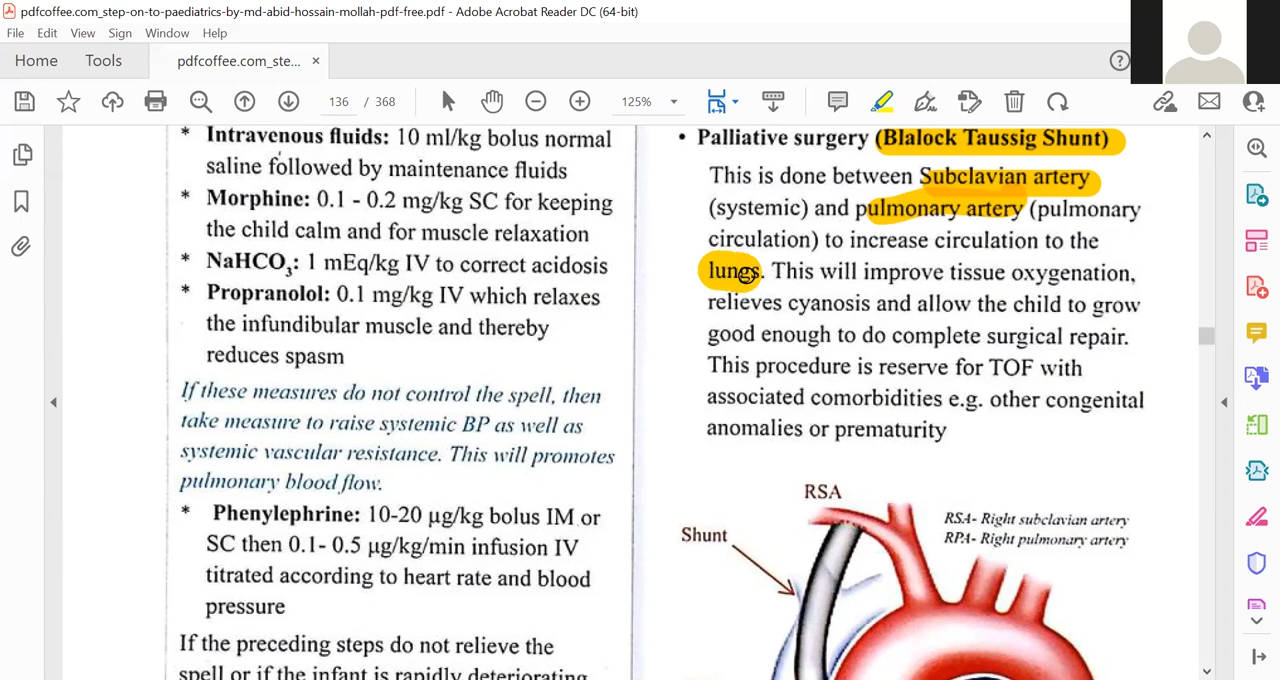 pdfcoffee.com_step-on-to-paediatrics-by-md-abid-hossain-mollah-pdf-free.pdf - Adobe Acrobat Reader DC (64-bit)
File Edit View Sign Window Help
Home Tools pdfcoffee.com_ste... ×
136 / 368 125%
* Intravenous fluids: 10 ml/kg bolus normal
saline followed by maintenance fluids
* Morphine: 0.1 - 0.2 mg/kg SC for keeping
the child calm and for muscle relaxation
* NaHCO₃: 1 mEq/kg IV to correct acidosis
* Propranolol: 0.1 mg/kg IV which relaxes
the infundibular muscle and thereby
reduces spasm
If these measures do not control the spell, then
take measure to raise systemic BP as well as
systemic vascular resistance. This will promotes
pulmonary blood flow.
* Phenylephrine: 10-20 µg/kg bolus IM or
SC then 0.1- 0.5 µg/kg/min infusion IV
titrated according to heart rate and blood
pressure
If the preceding steps do not relieve the
spell or if the infant is rapidly deteriorating
• Palliative surgery (Blalock Taussig Shunt)
This is done between Subclavian artery
(systemic) and pulmonary artery (pulmonary
circulation) to increase circulation to the
lungs. This will improve tissue oxygenation,
relieves cyanosis and allow the child to grow
good enough to do complete surgical repair.
This procedure is reserve for TOF with
associated comorbidities e.g. other congenital
anomalies or prematurity
RSA
Shunt
RSA- Right subclavian artery
RPA- Right pulmonary artery